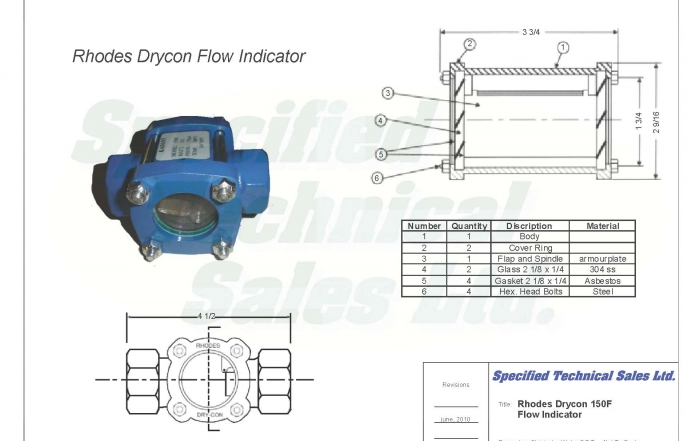 Rhodes Drycon Flow Indicator
Specified
Technical
Sales Ltd.
3 3/4
2
1
3
4
5
6
1 3/4
2 9/16
Number Quantity Discription Material
1 1 Body
2 2 Cover Ring
3 1 Flap and Spindle armourplate
4 2 Glass 2 1/8 x 1/4 304 ss
5 4 Gasket 2 1/8 x 1/4 Asbestos
6 4 Hex. Head Bolts Steel
4 1/2
RHODES
DRY CON
Revisions
june, 2010
Specified Technical Sales Ltd.
Title: Rhodes Drycon 150F
Flow Indicator